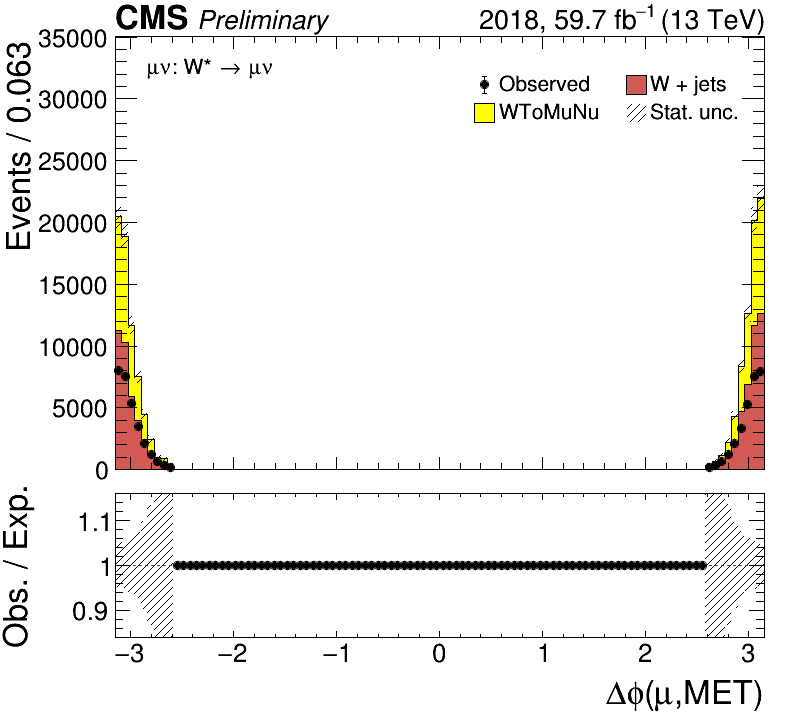 CMS Preliminary 2018, 59.7 fb⁻¹ (13 TeV)
μν: W* → μν
Observed W + jets
WToMuNu Stat. unc.
Events / 0.063
35000
30000
25000
20000
15000
10000
5000
0
Obs. / Exp.
1.1
1
0.9
−3 −2 −1 0 1 2 3
Δϕ(μ,MET)